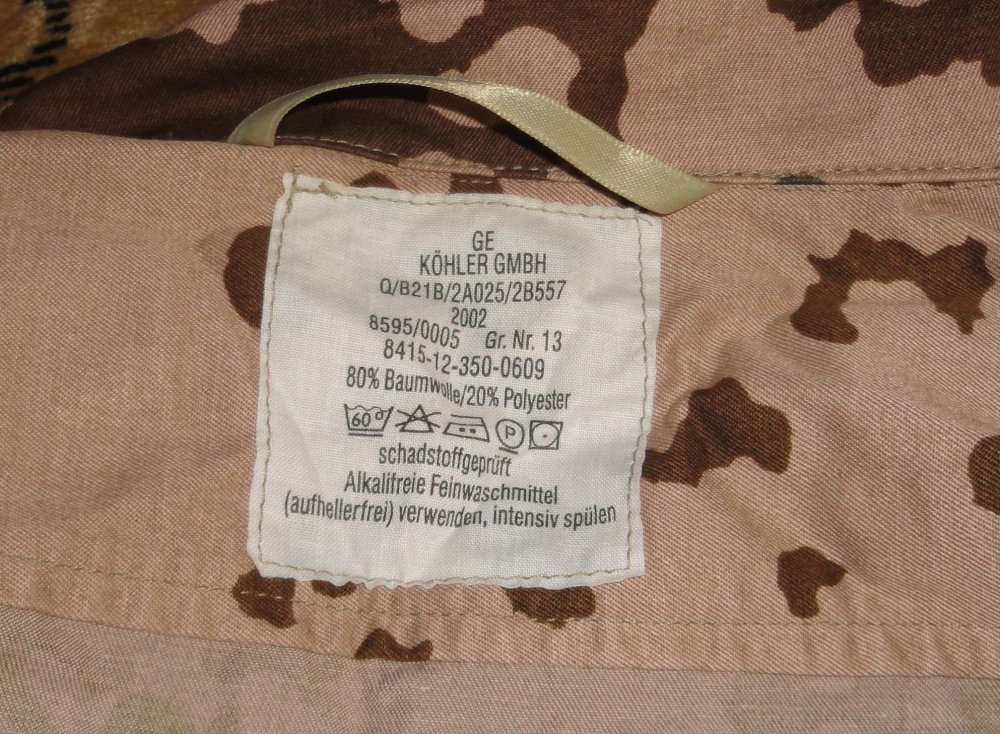 GE
KÖHLER GMBH
Q/B21B/2A025/2B557
2002
8595/0005 Gr. Nr. 13
8415-12-350-0609
80% Baumwolle/20% Polyester
60 P
schadstoffgeprüft
Alkalifreie Feinwaschmittel
(aufhellerfrei) verwenden, intensiv spülen